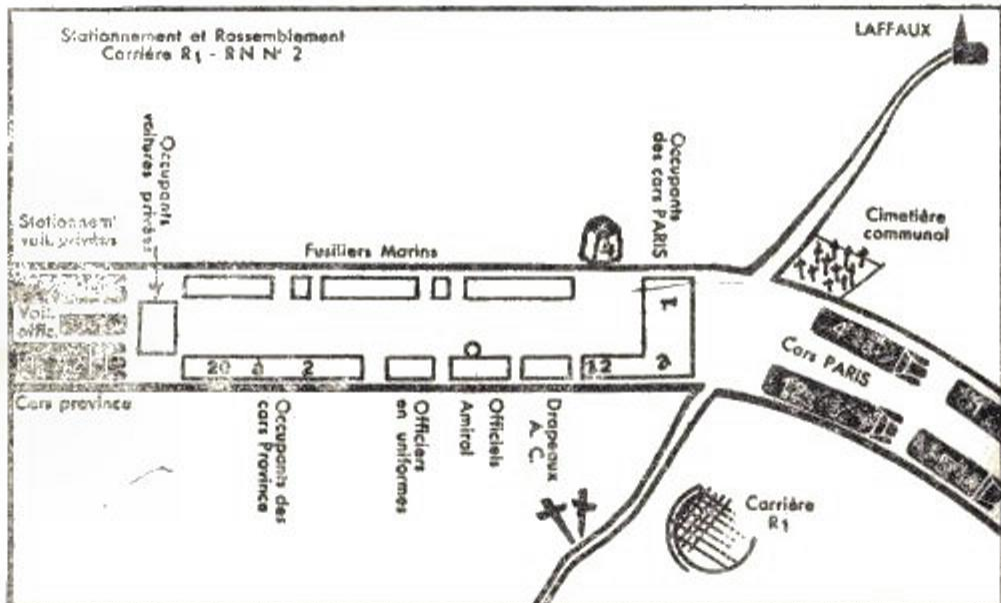 Stationnement et Rassemblement
Carrière R1 - RN N° 2
LAFFAUX
Occupants
voitures privées
Occupants
des cars PARIS
Cimetière
communal
Stationnem'
voit. privées
Fusiliers Marins
Voit.
offic.
1
4
Cars PARIS
20 à 2
12
3
Cars province
Occupants des
cars Province
Officiers
en uniformes
Amiral
Officiels
Drapeaux
A. C.
Carrière
R1